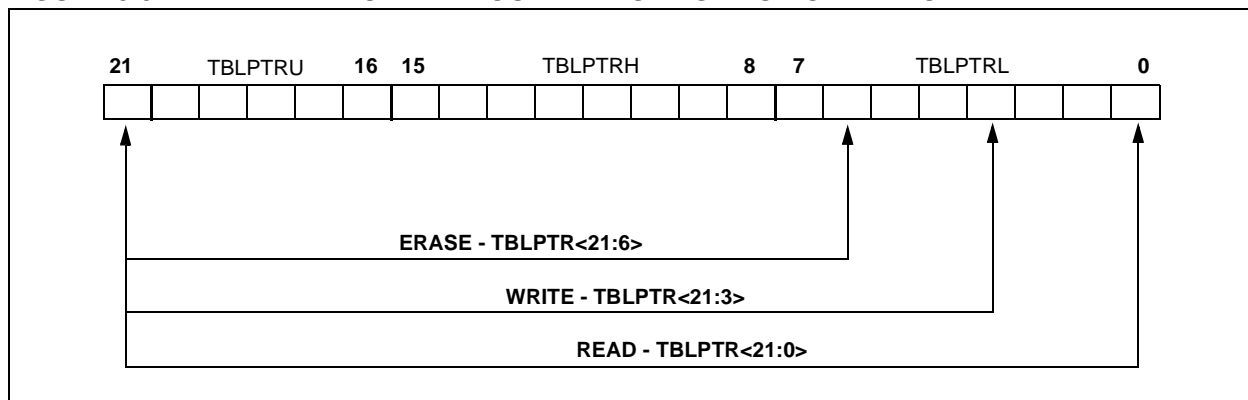 21 TBLPTRU 16 15 TBLPTRH 8 7 TBLPTRL 0
ERASE - TBLPTR<21:6>
WRITE - TBLPTR<21:3>
READ - TBLPTR<21:0>